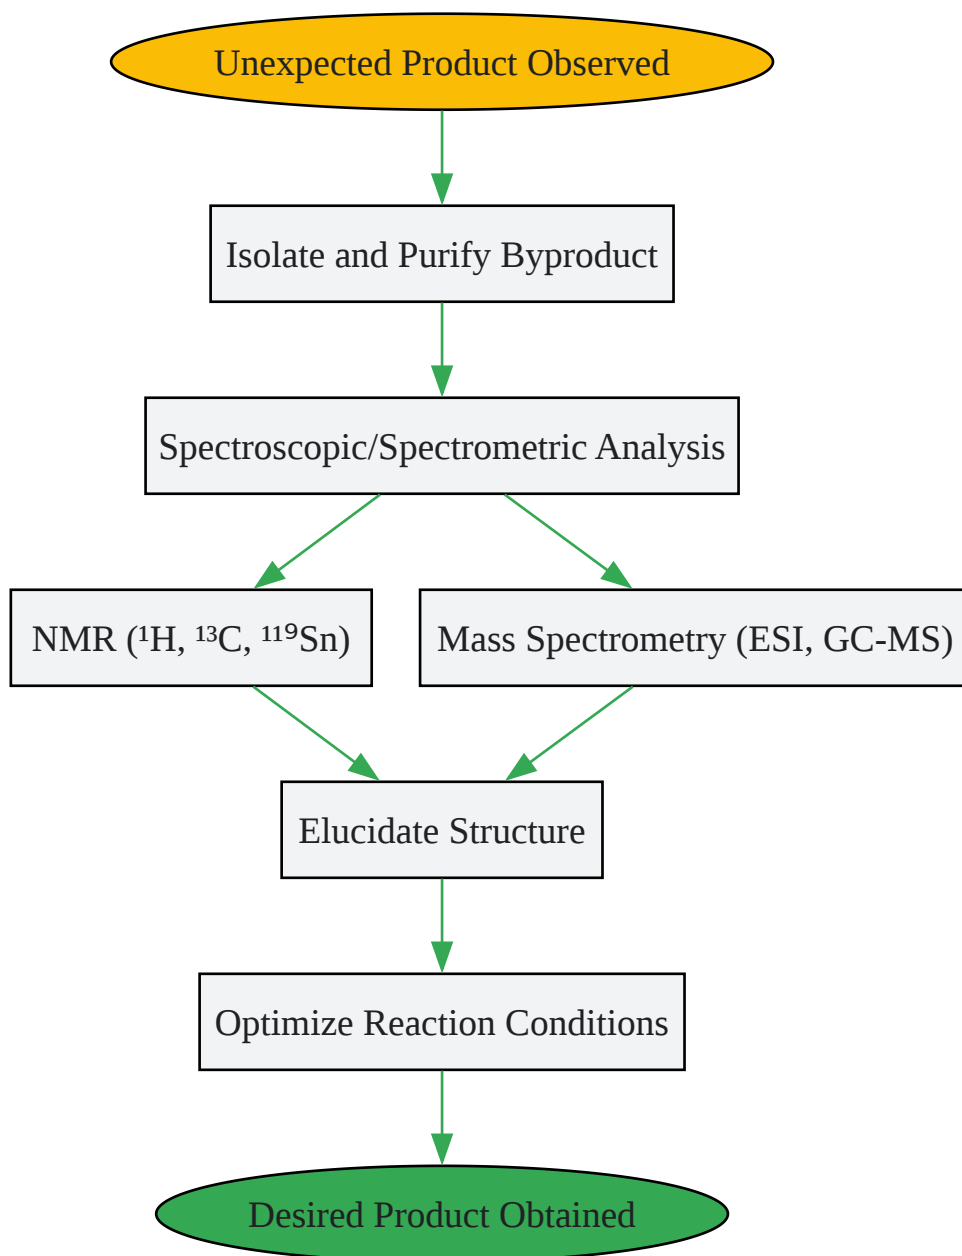 Unexpected Product Observed
Isolate and Purify Byproduct
Spectroscopic/Spectrometric Analysis
NMR (¹H, ¹³C, ¹¹⁹Sn)
Mass Spectrometry (ESI, GC-MS)
Elucidate Structure
Optimize Reaction Conditions
Desired Product Obtained